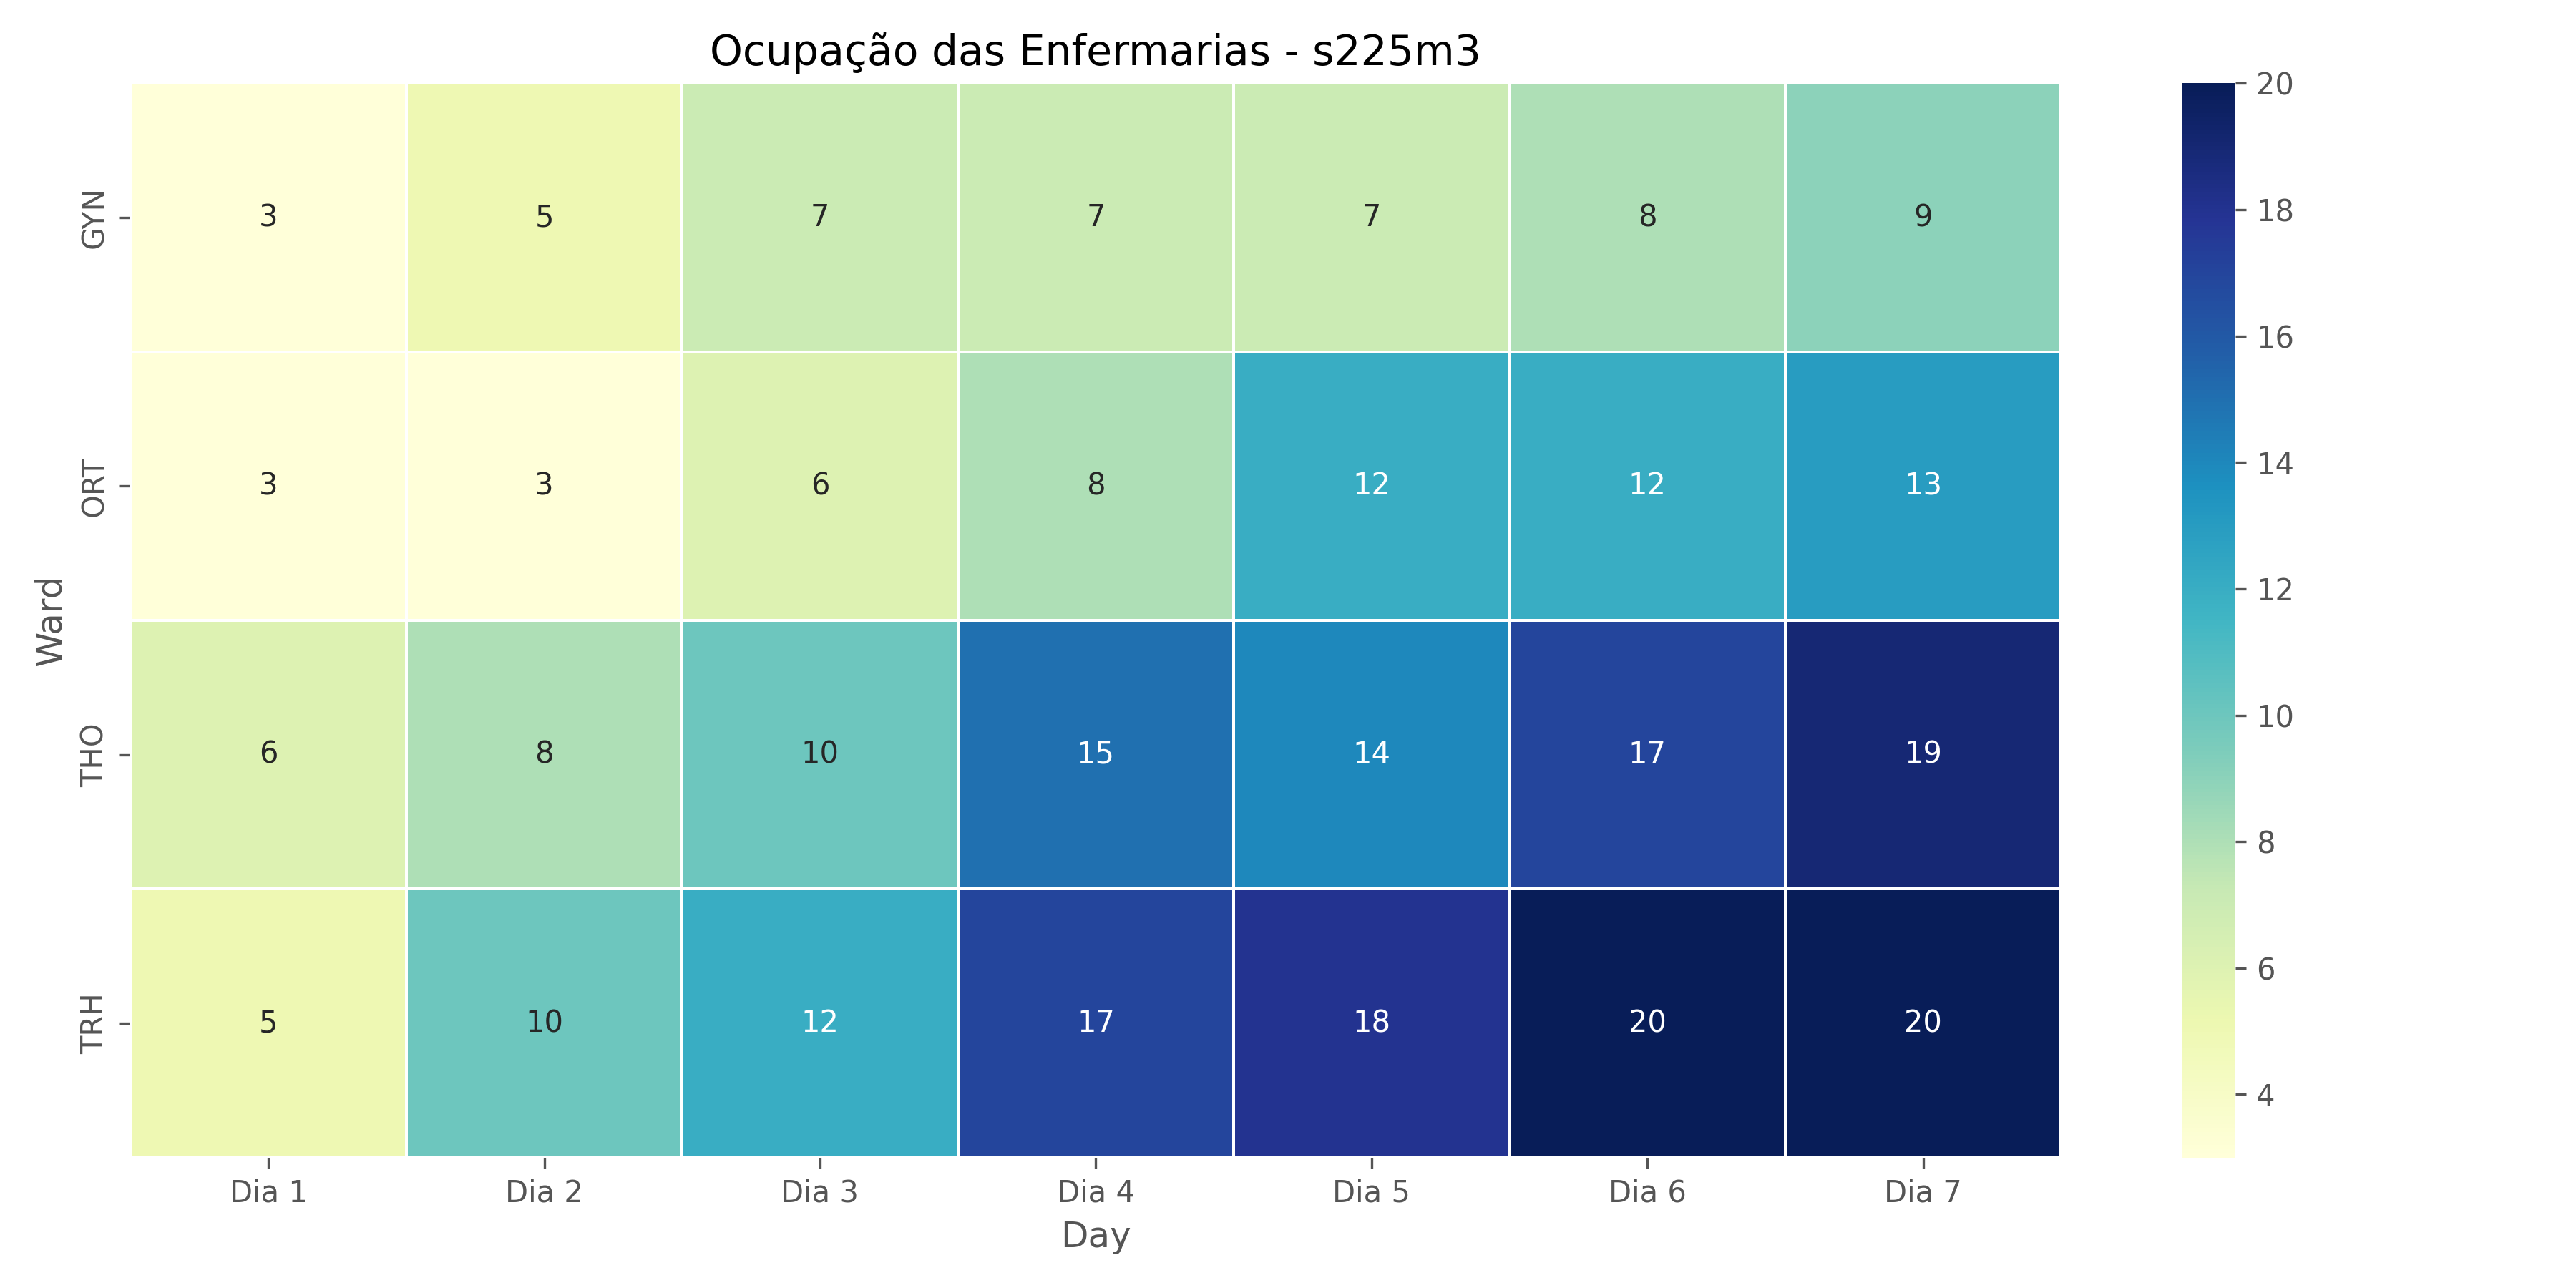 Ocupação das Enfermarias - s225m3
Ward
GYN 3 5 7 7 7 8 9
ORT 3 3 6 8 12 12 13
THO 6 8 10 15 14 17 19
TRH 5 10 12 17 18 20 20
Dia 1 Dia 2 Dia 3 Dia 4 Dia 5 Dia 6 Dia 7
Day
20
18
16
14
12
10
8
6
4